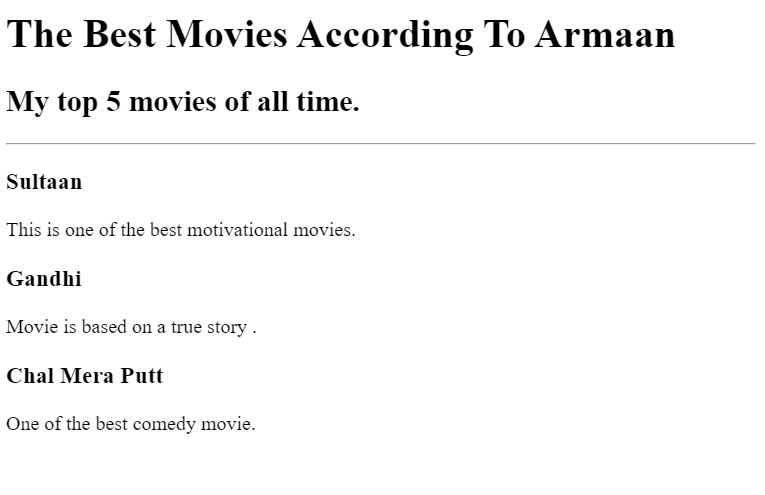 The Best Movies According To Armaan
My top 5 movies of all time.
Sultaan
This is one of the best motivational movies.
Gandhi
Movie is based on a true story .
Chal Mera Putt
One of the best comedy movie.